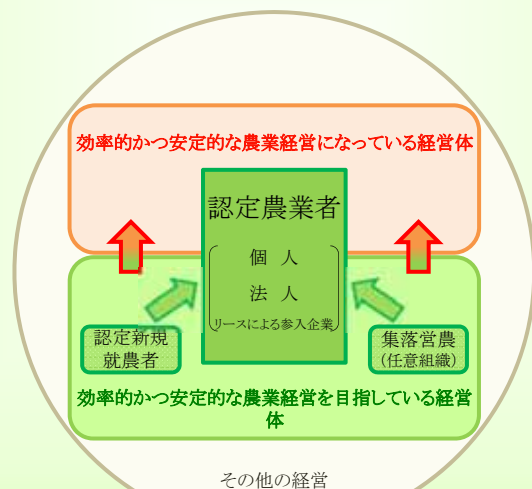 効率的かつ安定的な農業経営になっている経営体
認定農業者
個 人
法 人
リースによる参入企業
認定新規
就農者
集落営農
(任意組織)
効率的かつ安定的な農業経営を目指している経営
体
その他の経営